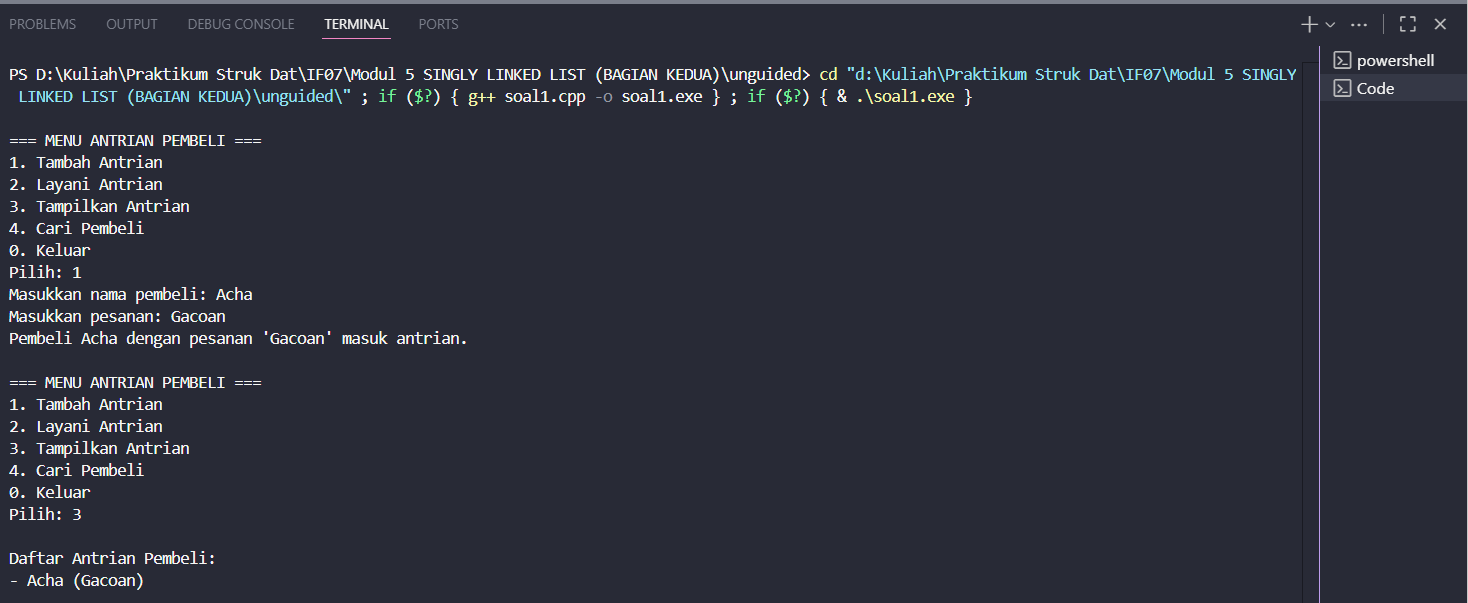 PROBLEMS OUTPUT DEBUG CONSOLE TERMINAL PORTS
powershell
Code
PS D:\Kuliah\Praktikum Struk Dat\IF07\Modul 5 SINGLY LINKED LIST (BAGIAN KEDUA)\unguided> cd "d:\Kuliah\Praktikum Struk Dat\IF07\Modul 5 SINGLY
LINKED LIST (BAGIAN KEDUA)\unguided\" ; if ($?) { g++ soal1.cpp -o soal1.exe } ; if ($?) { & .\soal1.exe }
=== MENU ANTRIAN PEMBELI ===
1. Tambah Antrian
2. Layani Antrian
3. Tampilkan Antrian
4. Cari Pembeli
0. Keluar
Pilih: 1
Masukkan nama pembeli: Acha
Masukkan pesanan: Gacoan
Pembeli Acha dengan pesanan 'Gacoan' masuk antrian.
=== MENU ANTRIAN PEMBELI ===
1. Tambah Antrian
2. Layani Antrian
3. Tampilkan Antrian
4. Cari Pembeli
0. Keluar
Pilih: 3
Daftar Antrian Pembeli:
- Acha (Gacoan)